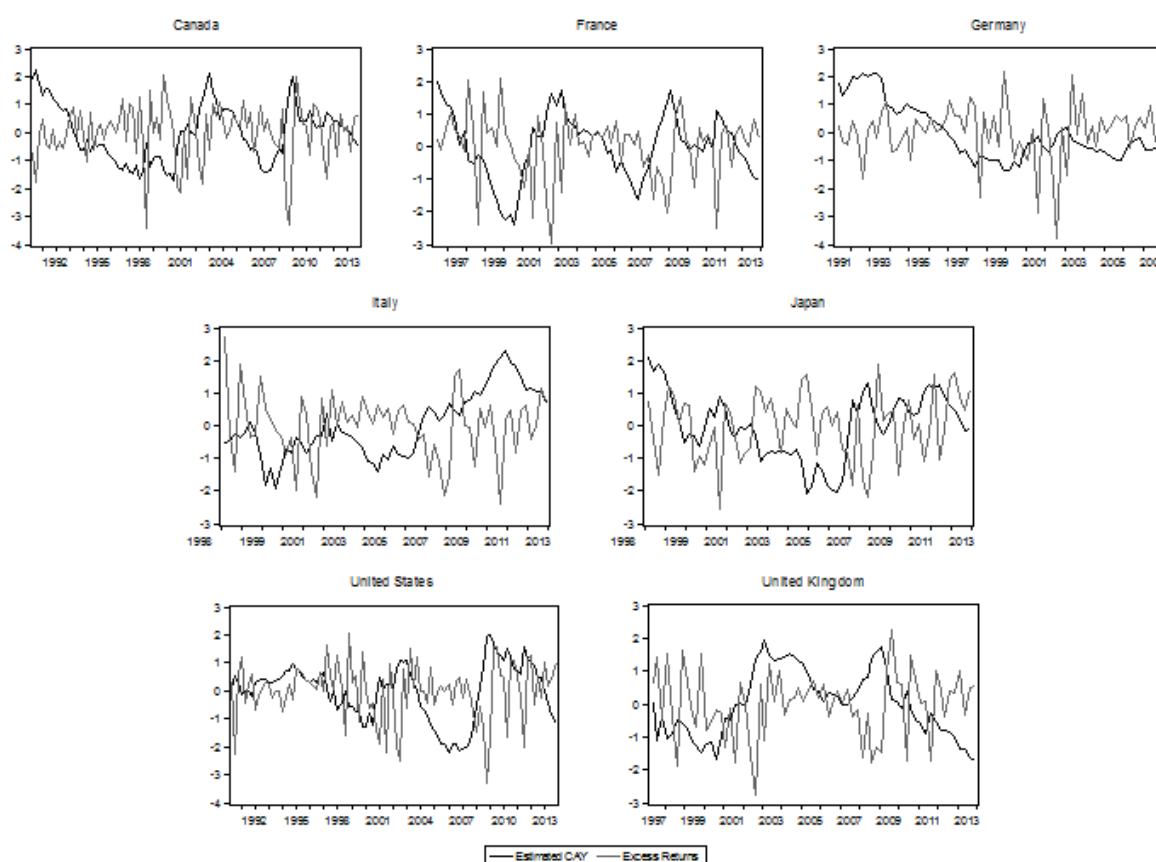 Canada France Germany
3 3 3
2 2 2
1 1 1
0 0 0
-1 -1 -1
-2 -2 -2
-3 -3 -3
-4 -4
1992 1995 1998 2001 2004 2007 2010 2013 1997 1999 2001 2003 2005 2007 2009 2011 2013 1991 1993 1995 1997 1999 2001 2003 2005
Italy Japan
3 3
2 2
1 1
0 0
-1 -1
-2 -2
-3 -3
1998 1999 2001 2003 2005 2007 2009 2011 2013 1998 1999 2001 2003 2005 2007 2009 2011 2013
United States United Kingdom
3 3
2 2
1 1
0 0
-1 -1
-2 -2
-3 -3
-4
1992 1995 1998 2001 2004 2007 2010 2013 1997 1999 2001 2003 2005 2007 2009 2011 2013
Estimated CAY Excess Returns